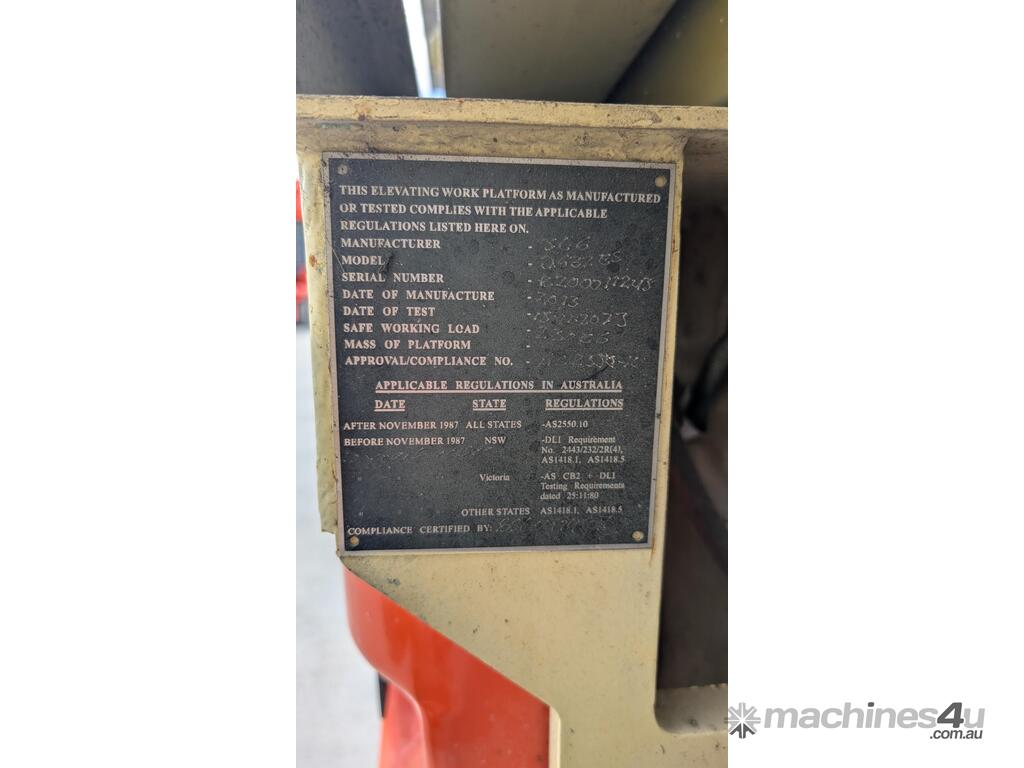 THIS ELEVATING WORK PLATFORM AS MANUFACTURED
OR TESTED COMPLIES WITH THE APPLICABLE
REGULATIONS LISTED HERE ON.
MANUFACTURER -
MODEL -
SERIAL NUMBER -
DATE OF MANUFACTURE - 2013
DATE OF TEST -
SAFE WORKING LOAD -
MASS OF PLATFORM -
APPROVAL/COMPLIANCE NO. -
APPLICABLE REGULATIONS IN AUSTRALIA
DATE STATE REGULATIONS
AFTER NOVEMBER 1987 ALL STATES -AS2550.10
BEFORE NOVEMBER 1987 NSW -DLI Requirement
No. 2443/232/2R(4),
AS1418.1, AS1418.5
Victoria -AS CB2 + DLI
Testing Requirements
dated 25:11:80
OTHER STATES AS1418.1, AS1418.5
COMPLIANCE CERTIFIED BY:
machines4u
.com.au